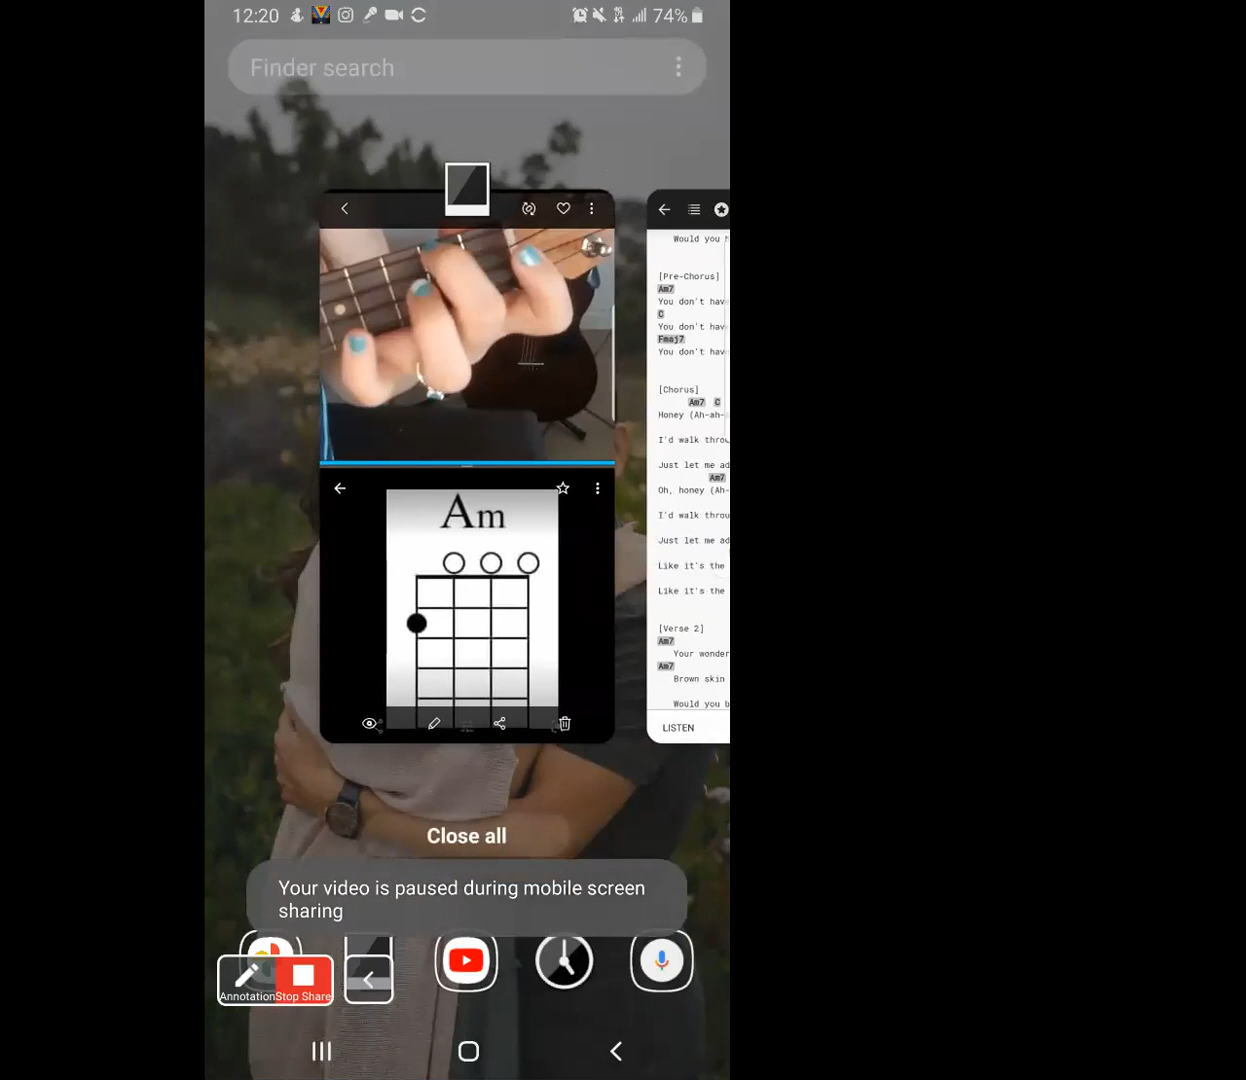 12:20
74%
Finder search
Am
Would you h
[Pre-Chorus]
Am7
You don't hav
C
You don't hav
Fmaj7
You don't hav
[Chorus]
Am7 C
Honey (Ah-ah-
I'd walk throu
Just let me ad
Am7
Oh, honey (Ah-
I'd walk throu
Just let me ad
Like it's the
Like it's the
[Verse 2]
Am7
Your wonder
Am7
Brown skin
Would you b
LISTEN
Close all
Your video is paused during mobile screen
sharing
Annotation Stop Share